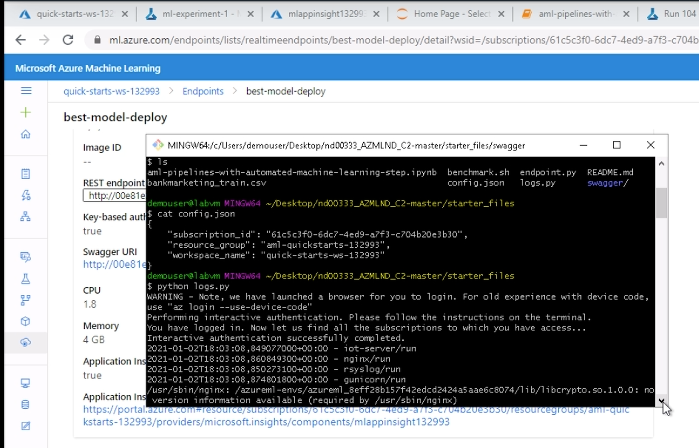 quick-starts-ws-132
ml-experiment-1 -
mlappinsight13299
Home Page - Select
aml-pipelines-with-
Run 104
ml.azure.com/endpoints/lists/realtimeendpoints/best-model-deploy/detail?wsid=/subscriptions/61c5c3f0-6dc7-4ed9-a7f3-c704b
Microsoft Azure Machine Learning
quick-starts-ws-132993 > Endpoints > best-model-deploy
best-model-deploy
Image ID
--
REST endpoint
http://00e81e
Key-based auth
true
Swagger URI
http://00e81
CPU
1.8
Memory
4 GB
Application Ins
true
Application Ins
https://portal.azure.com#resource/subscriptions/61c5c3f0-6dc7-4ed9-a7f3-c704b20e3b30/resourcegroups/aml-quic
kstarts-132993/providers/microsoft.insights/components/mlappinsight132993
MINGW64:/c/Users/demouser/Desktop/nd00333_AZMLND_C2-master/starter_files/swagger
$ ls
aml-pipelines-with-automated-machine-learning-step.ipynb benchmark.sh endpoint.py README.md
bankmarketing_train.csv config.json logs.py swagger/
demouser@labvm MINGW64 ~/Desktop/nd00333_AZMLND_C2-master/starter_files
$ cat config.json
{
"subscription_id": "61c5c3f0-6dc7-4ed9-a7f3-c704b20e3b30",
"resource_group": "aml-quickstarts-132993",
"workspace_name": "quick-starts-ws-132993"
}
demouser@labvm MINGW64 ~/Desktop/nd00333_AZMLND_C2-master/starter_files
$ python logs.py
WARNING - Note, we have launched a browser for you to login. For old experience with device code,
use "az login --use-device-code"
Performing interactive authentication. Please follow the instructions on the terminal.
You have logged in. Now let us find all the subscriptions to which you have access...
Interactive authentication successfully completed.
2021-01-02T18:03:08,849077000+00:00 - iot-server/run
2021-01-02T18:03:08,860849300+00:00 - nginx/run
2021-01-02T18:03:08,850273100+00:00 - rsyslog/run
2021-01-02T18:03:08,874801800+00:00 - gunicorn/run
/usr/sbin/nginx: /azureml-envs/azureml_8eff28b157f42edcd2424a5aae6c8074/lib/libcrypto.so.1.0.0: no
version information available (required by /usr/sbin/nginx)